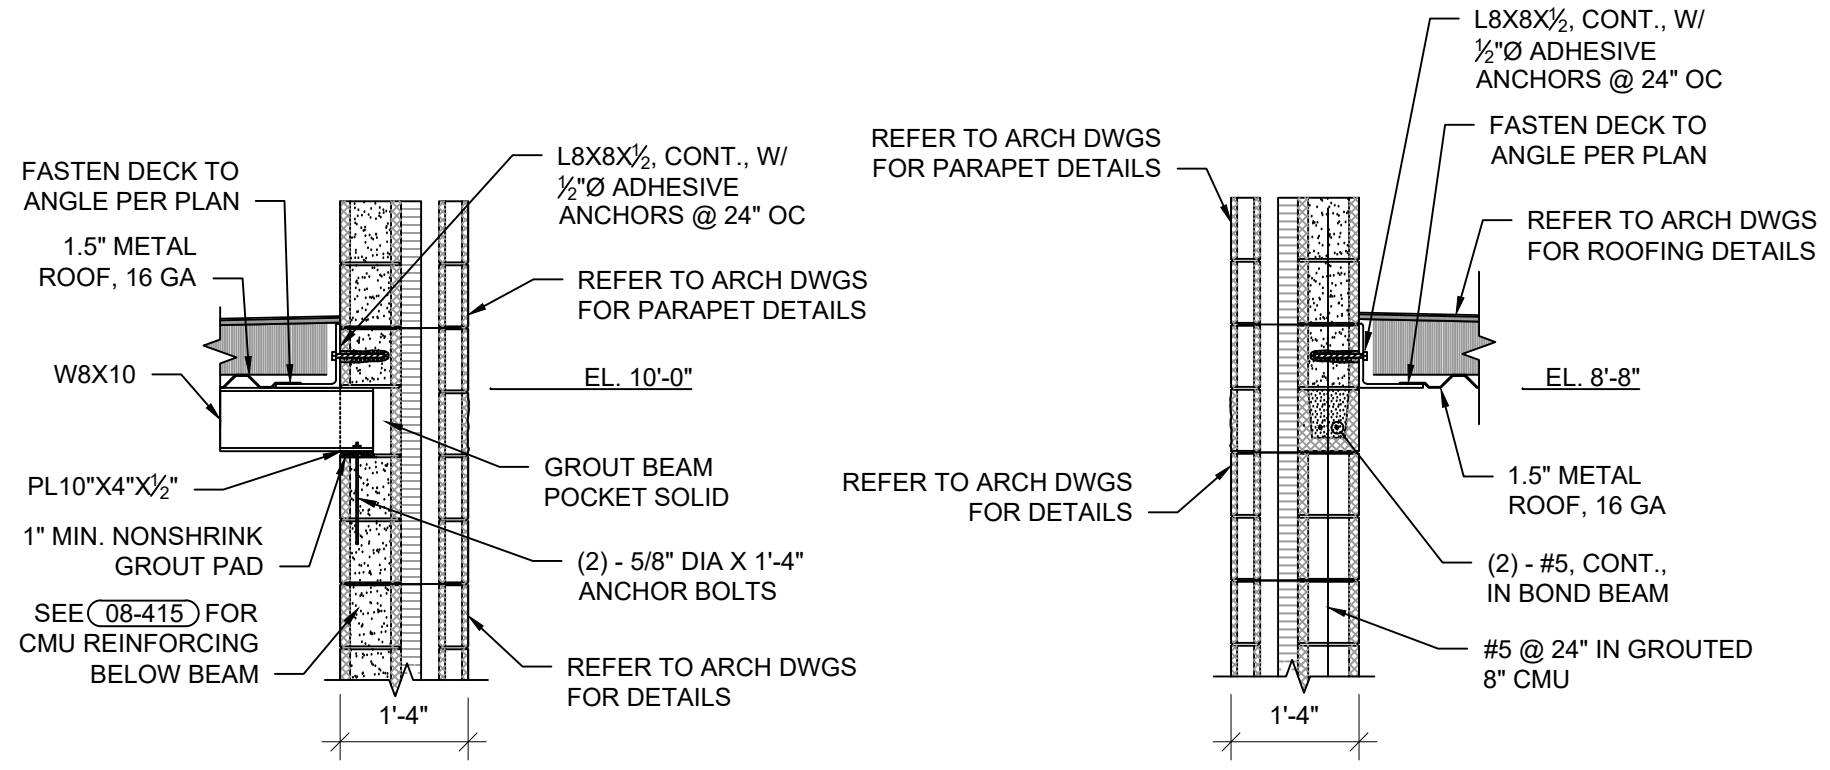 FASTEN DECK TO
ANGLE PER PLAN
1.5" METAL
ROOF, 16 GA
W8X10
PL10"X4"X½"
1" MIN. NONSHRINK
GROUT PAD
SEE 08-415 FOR
CMU REINFORCING
BELOW BEAM
L8X8X½, CONT., W/
½"Ø ADHESIVE
ANCHORS @ 24" OC
REFER TO ARCH DWGS
FOR PARAPET DETAILS
EL. 10'-0"
GROUT BEAM
POCKET SOLID
(2) - 5/8" DIA X 1'-4"
ANCHOR BOLTS
REFER TO ARCH DWGS
FOR DETAILS
1'-4"
REFER TO ARCH DWGS
FOR PARAPET DETAILS
REFER TO ARCH DWGS
FOR DETAILS
L8X8X½, CONT., W/
½"Ø ADHESIVE
ANCHORS @ 24" OC
FASTEN DECK TO
ANGLE PER PLAN
REFER TO ARCH DWGS
FOR ROOFING DETAILS
EL. 8'-8"
1.5" METAL
ROOF, 16 GA
(2) - #5, CONT.,
IN BOND BEAM
#5 @ 24" IN GROUTED
8" CMU
1'-4"